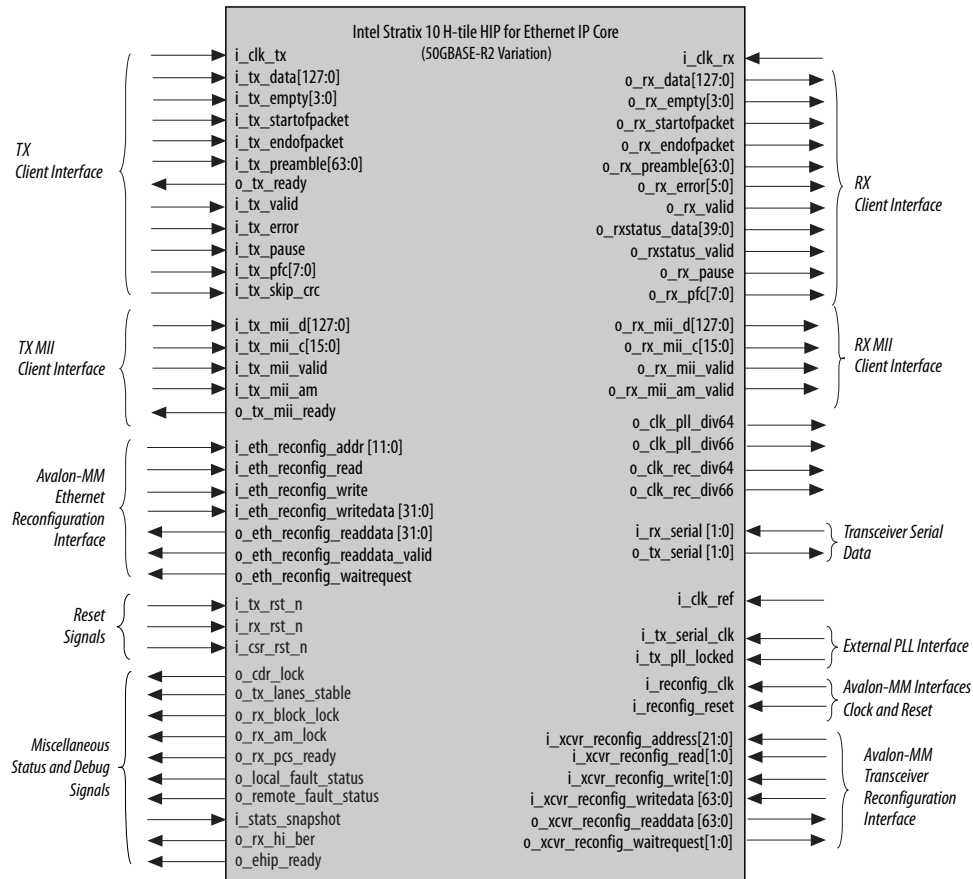 Intel Stratix 10 H-tile HIP for Ethernet IP Core
(50GBASE-R2 Variation)
TX
Client Interface
i_clk_tx
i_tx_data[127:0]
i_tx_empty[3:0]
i_tx_startofpacket
i_tx_endofpacket
i_tx_preamble[63:0]
o_tx_ready
i_tx_valid
i_tx_error
i_tx_pause
i_tx_pfc[7:0]
i_tx_skip_crc
TX MII
Client Interface
i_tx_mii_d[127:0]
i_tx_mii_c[15:0]
i_tx_mii_valid
i_tx_mii_am
o_tx_mii_ready
Avalon-MM
Ethernet
Reconfiguration
Interface
i_eth_reconfig_addr [11:0]
i_eth_reconfig_read
i_eth_reconfig_write
i_eth_reconfig_writedata [31:0]
o_eth_reconfig_readdata [31:0]
o_eth_reconfig_readdata_valid
o_eth_reconfig_waitrequest
Reset
Signals
i_tx_rst_n
i_rx_rst_n
i_csr_rst_n
Miscellaneous
Status and Debug
Signals
o_cdr_lock
o_tx_lanes_stable
o_rx_block_lock
o_rx_am_lock
o_rx_pcs_ready
o_local_fault_status
o_remote_fault_status
i_stats_snapshot
o_rx_hi_ber
o_ehip_ready
i_clk_rx
o_rx_data[127:0]
o_rx_empty[3:0]
o_rx_startofpacket
o_rx_endofpacket
o_rx_preamble[63:0]
o_rx_error[5:0]
o_rx_valid
o_rxstatus_data[39:0]
o_rxstatus_valid
o_rx_pause
o_rx_pfc[7:0]
RX
Client Interface
o_rx_mii_d[127:0]
o_rx_mii_c[15:0]
o_rx_mii_valid
o_rx_mii_am_valid
RX MII
Client Interface
o_clk_pll_div64
o_clk_pll_div66
o_clk_rec_div64
o_clk_rec_div66
i_rx_serial [1:0]
o_tx_serial [1:0]
Transceiver Serial
Data
i_clk_ref
i_tx_serial_clk
i_tx_pll_locked
External PLL Interface
i_reconfig_clk
i_reconfig_reset
Avalon-MM Interfaces
Clock and Reset
i_xcvr_reconfig_address[21:0]
i_xcvr_reconfig_read[1:0]
i_xcvr_reconfig_write[1:0]
i_xcvr_reconfig_writedata [63:0]
o_xcvr_reconfig_readdata [63:0]
o_xcvr_reconfig_waitrequest[1:0]
Avalon-MM
Transceiver
Reconfiguration
Interface